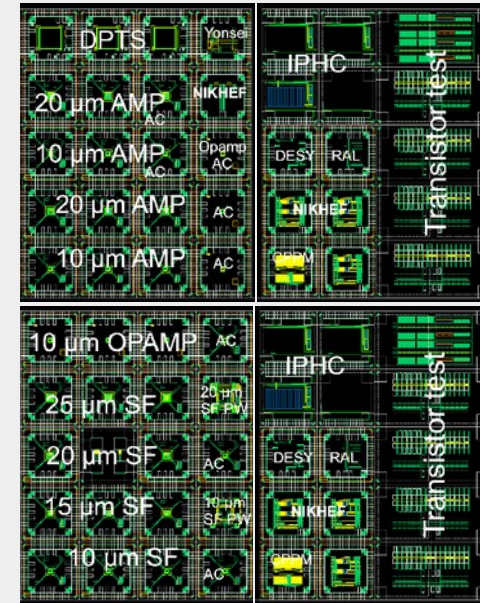 DPTS
Yonsei
20 µm AMP
AC
NIKHEF
10 µm AMP
AC
Opamp
AC
20 µm AMP
AC
10 µm AMP
AC
IPHC
DESY
RAL
NIKHEF
CPPM
Transistor test
10 µm OPAMP
AC
25 µm SF
20 µm
SF PW
20 µm SF
AC
15 µm SF
10 µm
SF PW
10 µm SF
AC
IPHC
DESY
RAL
NIKHEF
CPPM
Transistor test